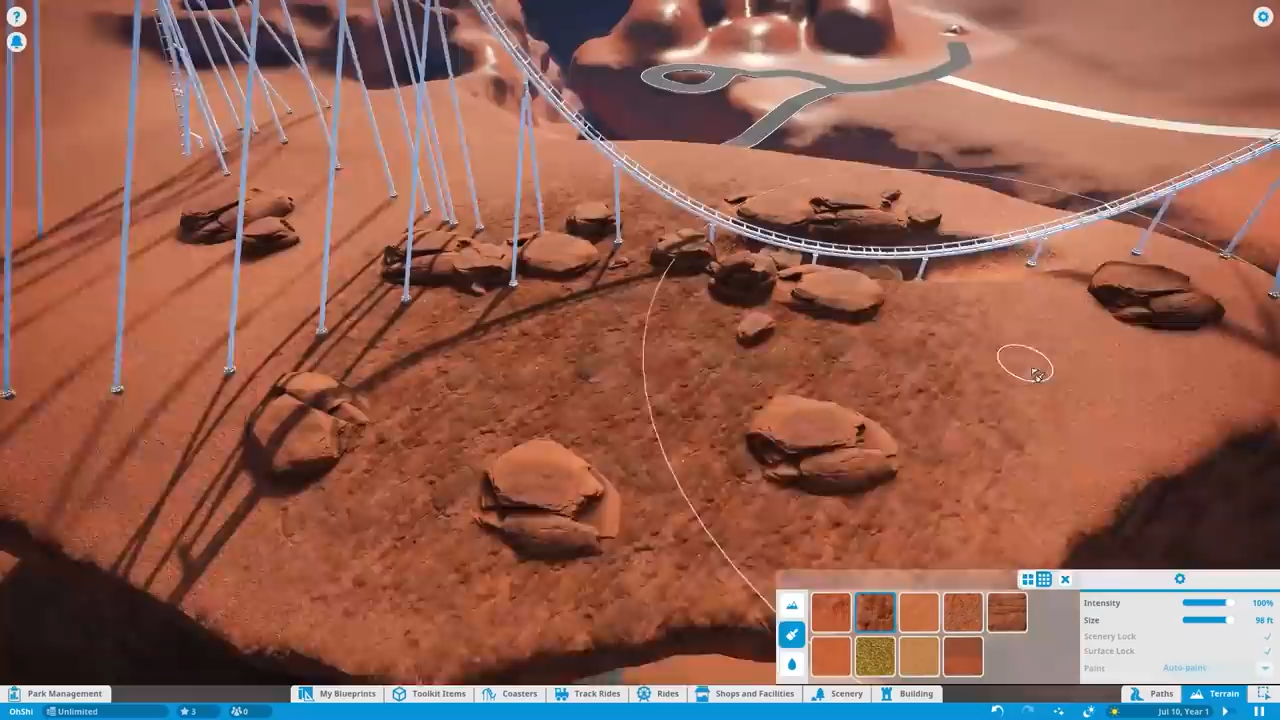 ?
Intensity 100%
Size 98 ft
Scenery Lock
Surface Lock
Paint Auto-paint
Park Management
My Blueprints
Toolkit Items
Coasters
Track Rides
Rides
Shops and Facilities
Scenery
Building
Paths
Terrain
OhShi
Unlimited
3
0
Jul 10, Year 1